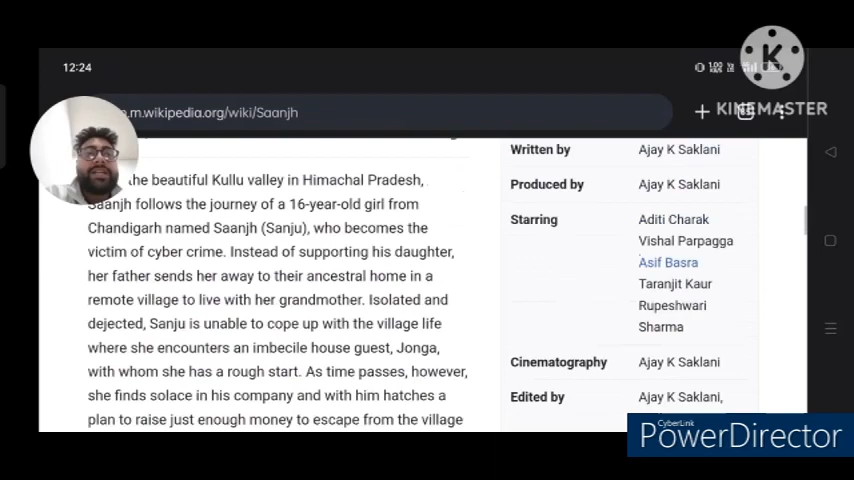 12:24
KINEMASTER
.m.wikipedia.org/wiki/Saanjh
the beautiful Kullu valley in Himachal Pradesh,
Saanjh follows the journey of a 16-year-old girl from
Chandigarh named Saanjh (Sanju), who becomes the
victim of cyber crime. Instead of supporting his daughter,
her father sends her away to their ancestral home in a
remote village to live with her grandmother. Isolated and
dejected, Sanju is unable to cope up with the village life
where she encounters an imbecile house guest, Jonga,
with whom she has a rough start. As time passes, however,
she finds solace in his company and with him hatches a
plan to raise just enough money to escape from the village
Written by Ajay K Saklani
Produced by Ajay K Saklani
Starring Aditi Charak
Vishal Parpagga
Asif Basra
Taranjit Kaur
Rupeshwari
Sharma
Cinematography Ajay K Saklani
Edited by Ajay K Saklani,
CyberLink
PowerDirector